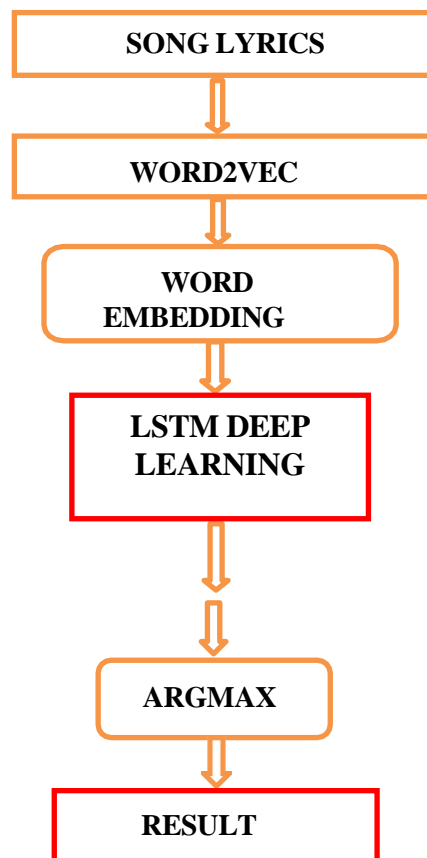 SONG LYRICS
WORD2VEC
WORD
EMBEDDING
LSTM DEEP
LEARNING
ARGMAX
RESULT